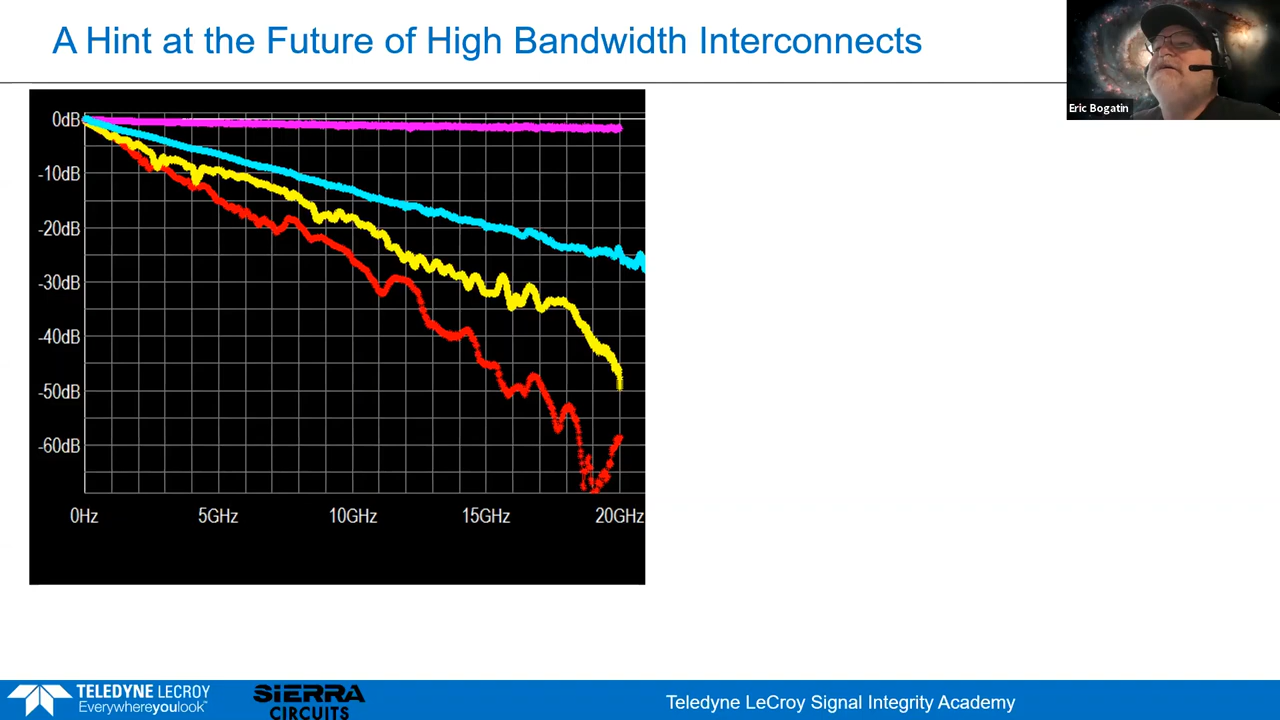 A Hint at the Future of High Bandwidth Interconnects
Eric Bogatin
0dB
-10dB
-20dB
-30dB
-40dB
-50dB
-60dB
0Hz 5GHz 10GHz 15GHz 20GHz
TELEDYNE LECROY
Everywhereyoulook™
SIERRA
CIRCUITS
Teledyne LeCroy Signal Integrity Academy